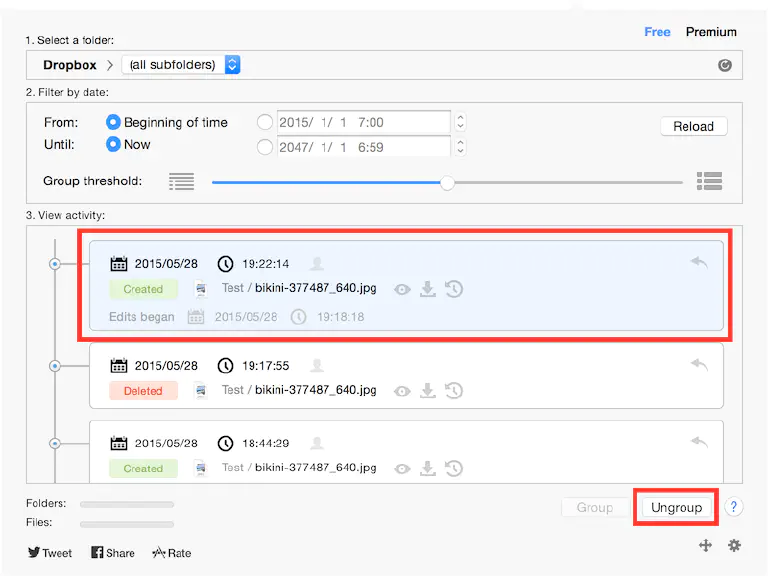 Free Premium
1. Select a folder:
Dropbox > (all subfolders)
2. Filter by date:
From: Beginning of time 2015/ 1/ 1 7:00
Until: Now 2047/ 1/ 1 6:59
Reload
Group threshold:
3. View activity:
2015/05/28 19:22:14
Created Test / bikini-377487_640.jpg
Edits began 2015/05/28 19:18:18
2015/05/28 19:17:55
Deleted Test / bikini-377487_640.jpg
2015/05/28 18:44:29
Created Test / bikini-377487_640.jpg
Folders:
Files:
Group Ungroup ?
Tweet Share Rate